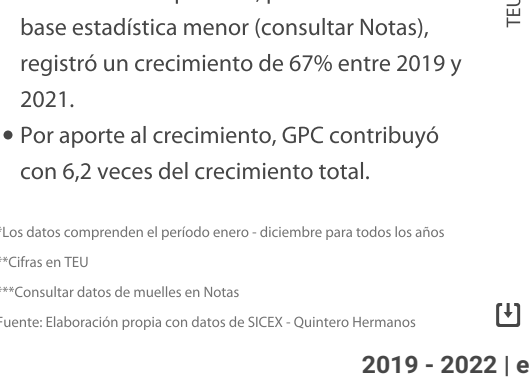 base estadística menor (consultar Notas),
registró un crecimiento de 67% entre 2019 y
2021.
• Por aporte al crecimiento, GPC contribuyó
con 6,2 veces del crecimiento total.
*Los datos comprenden el período enero - diciembre para todos los años
**Cifras en TEU
***Consultar datos de muelles en Notas
Fuente: Elaboración propia con datos de SICEX - Quintero Hermanos
TEU
2019 - 2022 | e